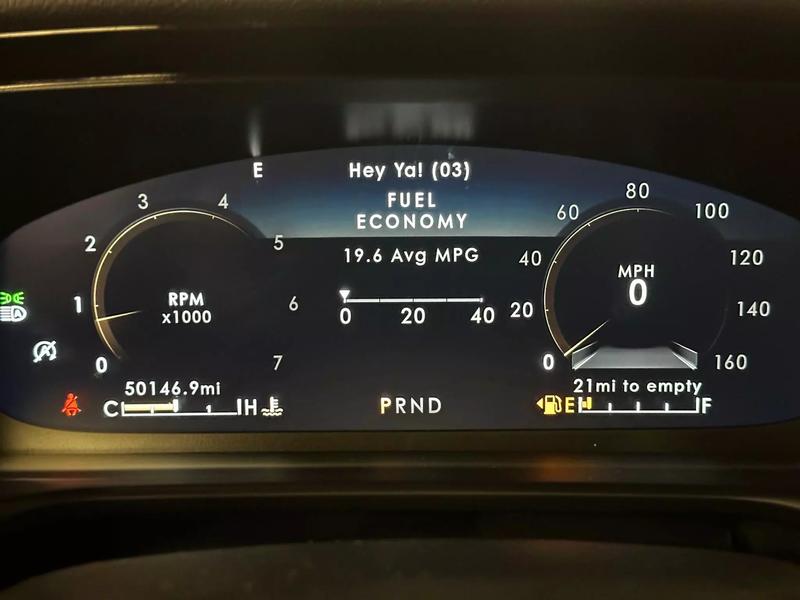 E
Hey Ya! (03)
FUEL
ECONOMY
19.6 Avg MPG
0 20 40
0
1
2
3
4
5
6
7
RPM
x1000
0
20
40
60
80
100
120
140
160
MPH
0
A
50146.9mi
C H
PRND
21mi to empty
E F